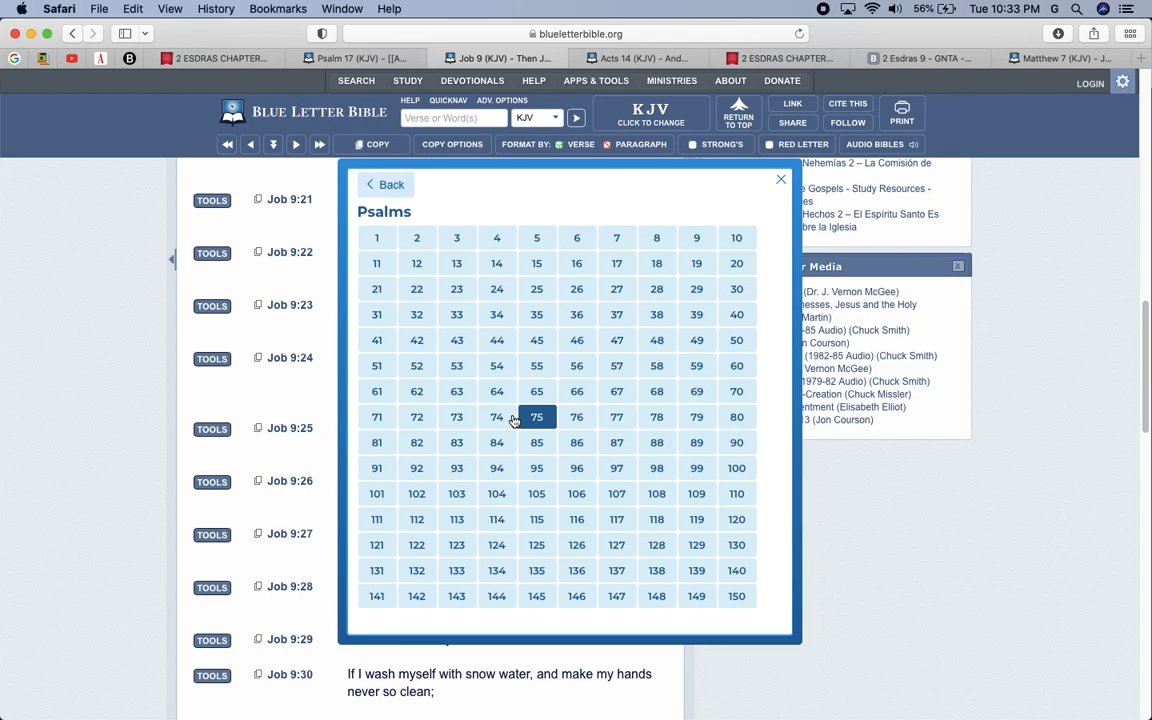 Safari File Edit View History Bookmarks Window Help 56% Tue 10:33 PM G
blueletterbible.org
2 ESDRAS CHAPTER... Psalm 17 (KJV) - [[A... Job 9 (KJV) - Then J... Acts 14 (KJV) - And... 2 ESDRAS CHAPTER... 2 Esdras 9 - GNTA -... Matthew 7 (KJV) - J...
SEARCH STUDY DEVOTIONALS HELP APPS & TOOLS MINISTRIES ABOUT DONATE LOGIN
BLUE LETTER BIBLE
HELP QUICKNAV ADV. OPTIONS
Verse or Word(s) KJV
KJV
CLICK TO CHANGE
RETURN
TO TOP
LINK CITE THIS
SHARE FOLLOW
PRINT
COPY COPY OPTIONS FORMAT BY: VERSE PARAGRAPH STRONG'S RED LETTER AUDIO BIBLES
Back
Psalms
1 2 3 4 5 6 7 8 9 10
11 12 13 14 15 16 17 18 19 20
21 22 23 24 25 26 27 28 29 30
31 32 33 34 35 36 37 38 39 40
41 42 43 44 45 46 47 48 49 50
51 52 53 54 55 56 57 58 59 60
61 62 63 64 65 66 67 68 69 70
71 72 73 74 75 76 77 78 79 80
81 82 83 84 85 86 87 88 89 90
91 92 93 94 95 96 97 98 99 100
101 102 103 104 105 106 107 108 109 110
111 112 113 114 115 116 117 118 119 120
121 122 123 124 125 126 127 128 129 130
131 132 133 134 135 136 137 138 139 140
141 142 143 144 145 146 147 148 149 150
TOOLS Job 9:21
TOOLS Job 9:22
TOOLS Job 9:23
TOOLS Job 9:24
TOOLS Job 9:25
TOOLS Job 9:26
TOOLS Job 9:27
TOOLS Job 9:28
TOOLS Job 9:29
TOOLS Job 9:30 If I wash myself with snow water, and make my hands
never so clean;
Nehemías 2 – La Comisión de
Gospels - Study Resources -
es
Hechos 2 – El Espíritu Santo Es
bre la Iglesia
r Media
(Dr. J. Vernon McGee)
nesses, Jesus and the Holy
Martin)
-85 Audio) (Chuck Smith)
n Courson)
(1982-85 Audio) (Chuck Smith)
Vernon McGee)
1979-82 Audio) (Chuck Smith)
-Creation (Chuck Missler)
entment (Elisabeth Elliot)
13 (Jon Courson)